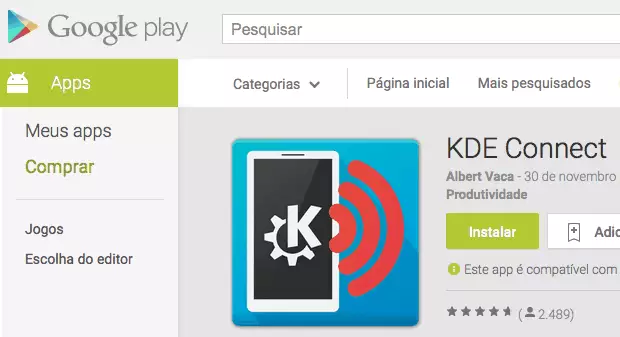 Google play
Pesquisar
Apps
Categorias
Página inicial
Mais pesquisados
Meus apps
Comprar
Jogos
Escolha do editor
K
KDE Connect
Albert Vaca - 30 de novembro
Produtividade
Instalar
Adic
Este app é compatível com
(2.489)